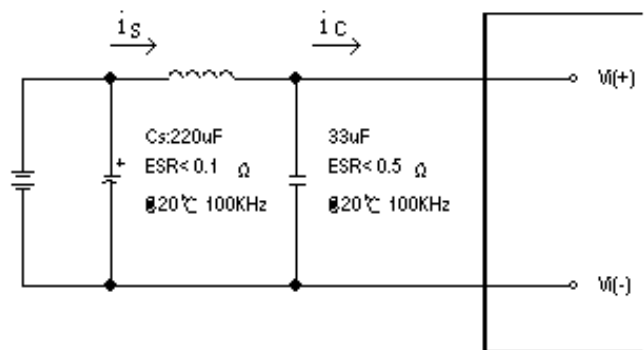 iS
iC
Vi(+)
+
Cs:220uF
ESR< 0.1 Ω
@20℃ 100KHz
33uF
ESR< 0.5 Ω
@20℃ 100KHz
Vi(-)